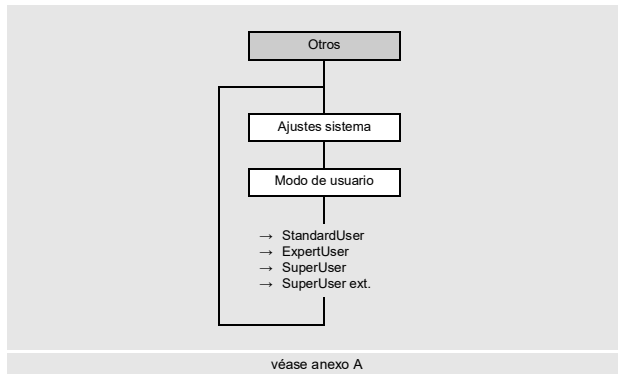 Otros
Ajustes sistema
Modo de usuario
→ StandardUser
→ ExpertUser
→ SuperUser
→ SuperUser ext.
véase anexo A